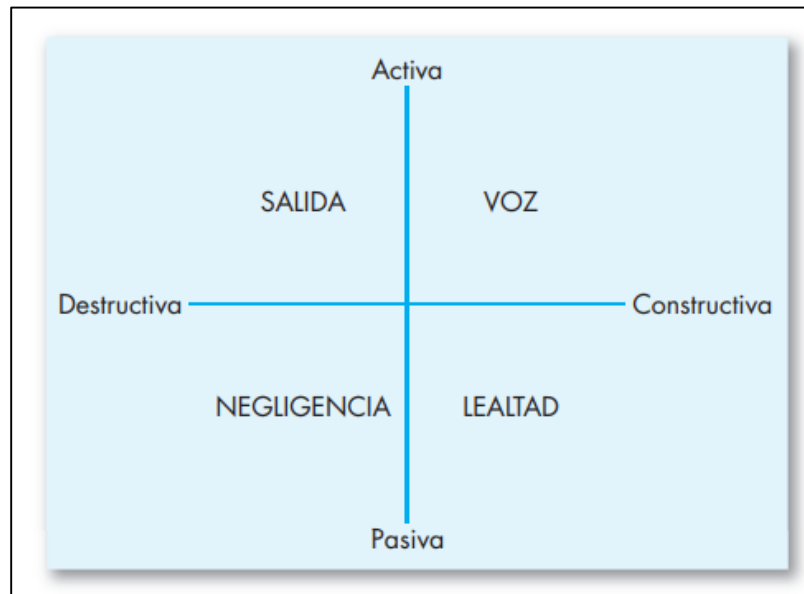 Activa
SALIDA VOZ
Destructiva Constructiva
NEGLIGENCIA LEALTAD
Pasiva